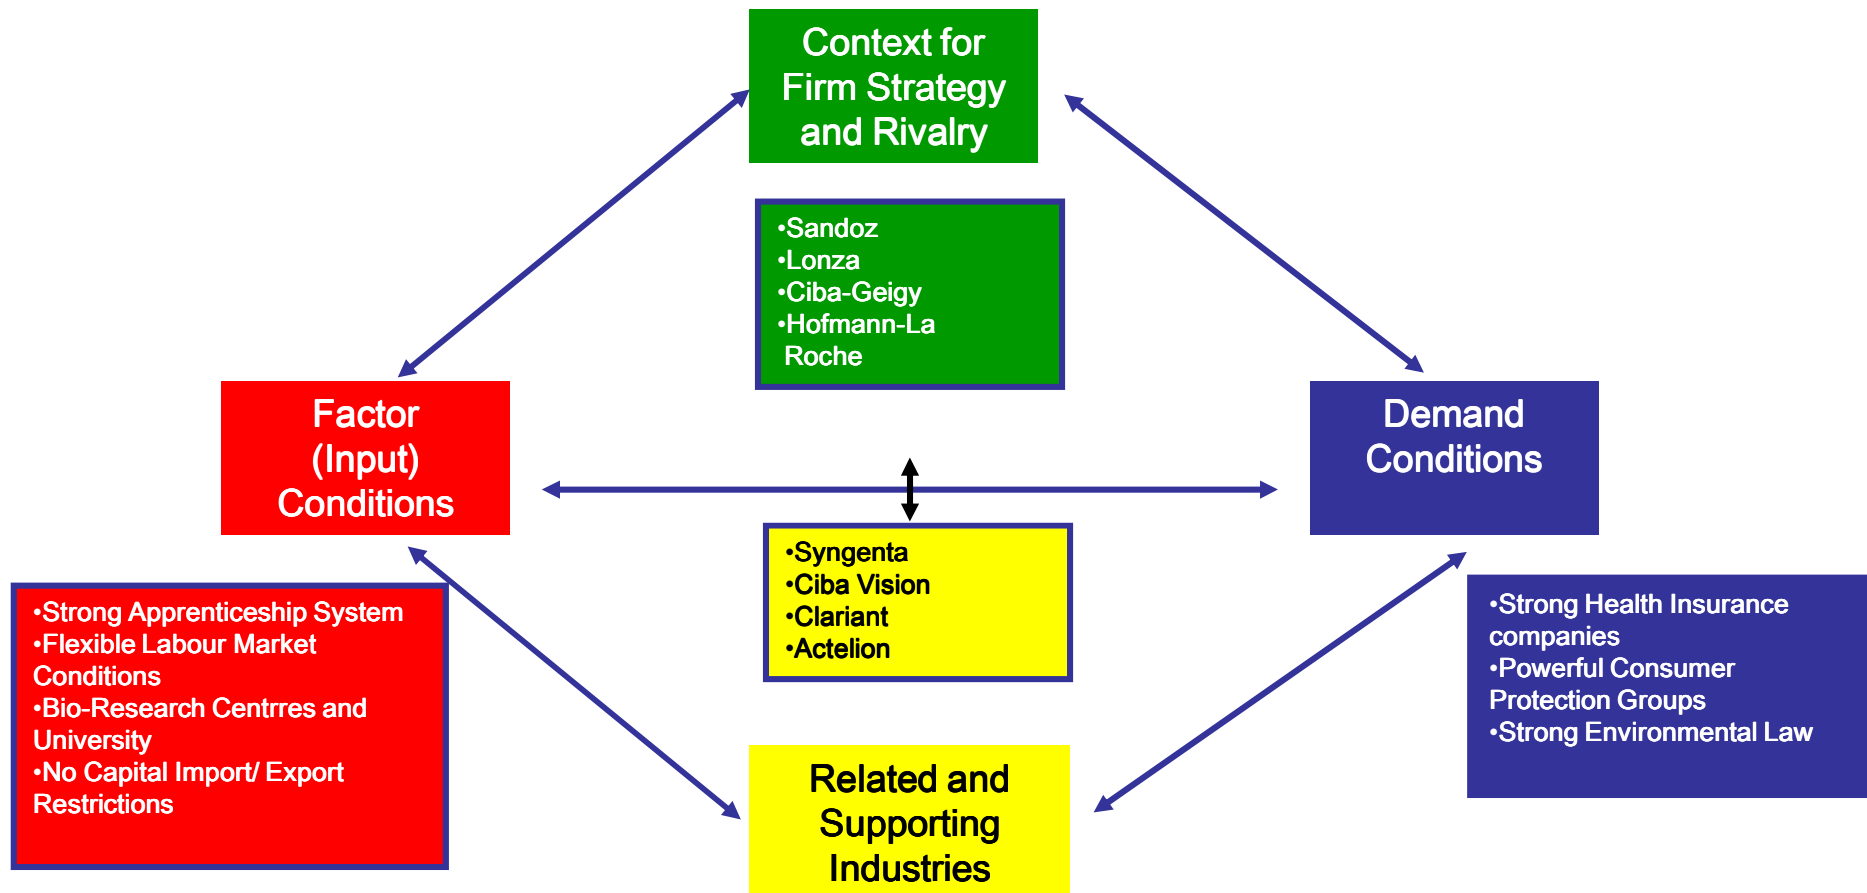 Context for
Firm Strategy
and Rivalry
•Sandoz
•Lonza
•Ciba-Geigy
•Hofmann-La
Roche
Factor
(Input)
Conditions
Demand
Conditions
•Syngenta
•Ciba Vision
•Clariant
•Actelion
•Strong Apprenticeship System
•Flexible Labour Market
Conditions
•Bio-Research Centrres and
University
•No Capital Import/ Export
Restrictions
•Strong Health Insurance
companies
•Powerful Consumer
Protection Groups
•Strong Environmental Law
Related and
Supporting
Industries